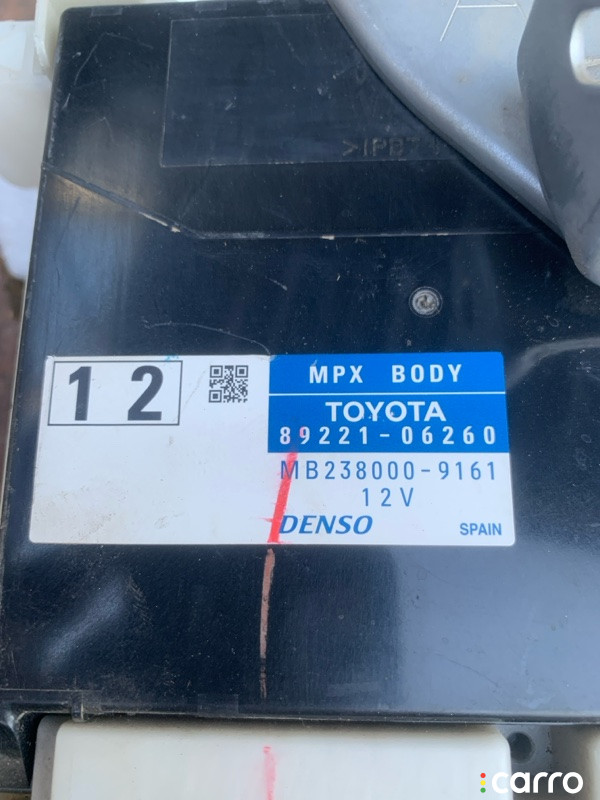 12
MPX BODY
TOYOTA
89221-06260
MB238000-9161
12V
DENSO
SPAIN
carro